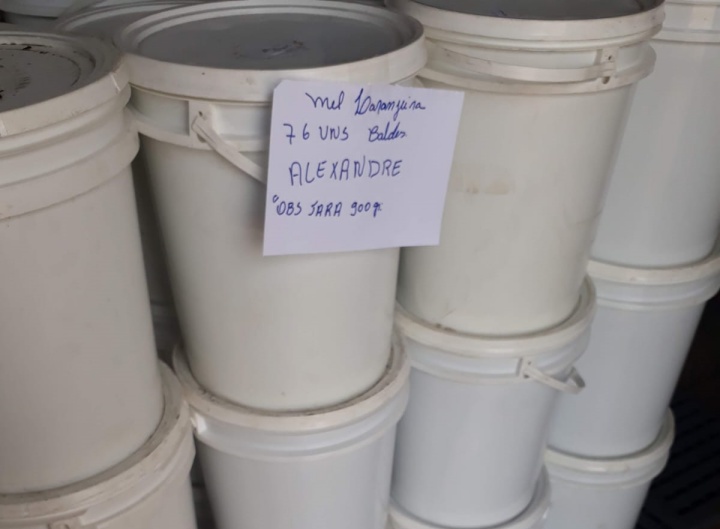 Mel Laranjeira
76 UNS Baldes
ALEXANDRE
OBS TARA 900g